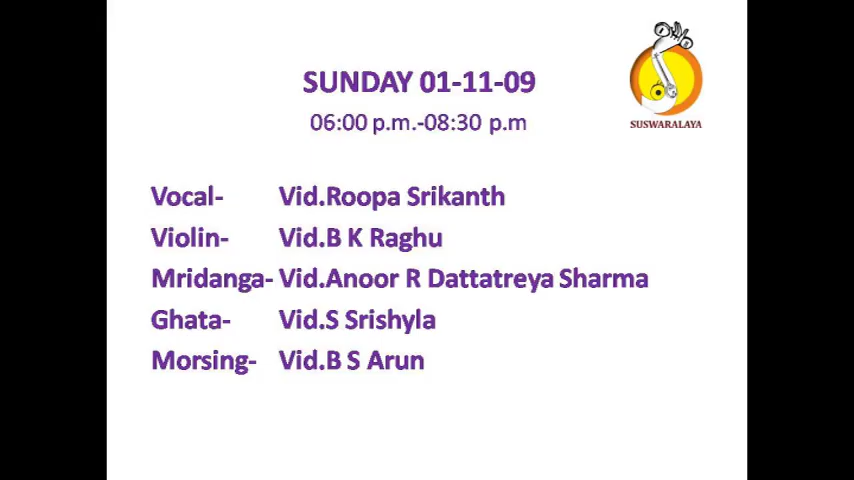 SUNDAY 01-11-09
06:00 p.m.-08:30 p.m
SUSWARALAYA
Vocal- Vid.Roopa Srikanth
Violin- Vid.B K Raghu
Mridanga- Vid.Anoor R Dattatreya Sharma
Ghata- Vid.S Srishyla
Morsing- Vid.B S Arun